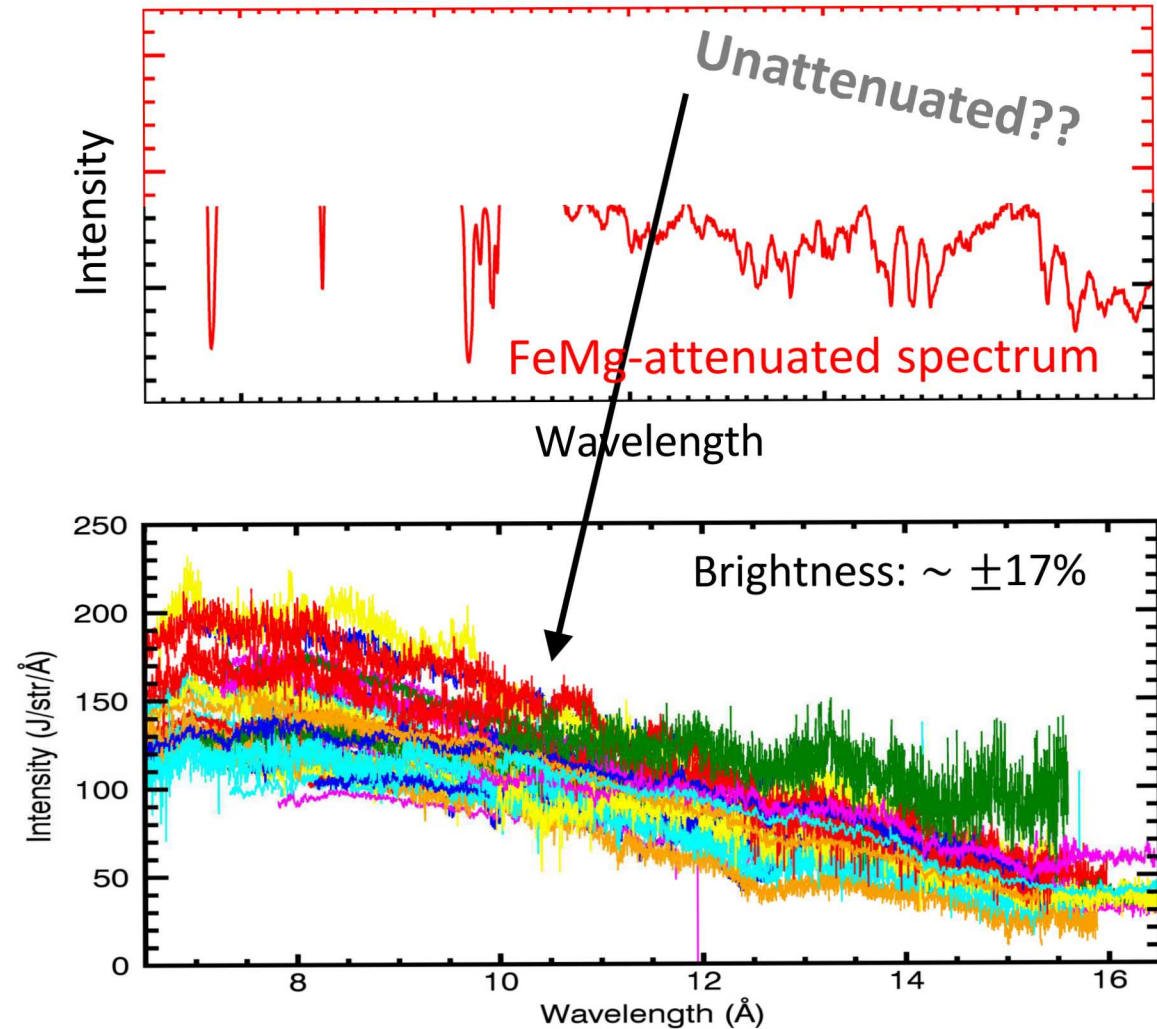 Unattenuated??
Intensity
FeMg-attenuated spectrum
Wavelength
250
200
150
100
50
0
Intensity (J/str/Å)
Brightness: ~ ±17%
8
10
12
14
16
Wavelength (Å)